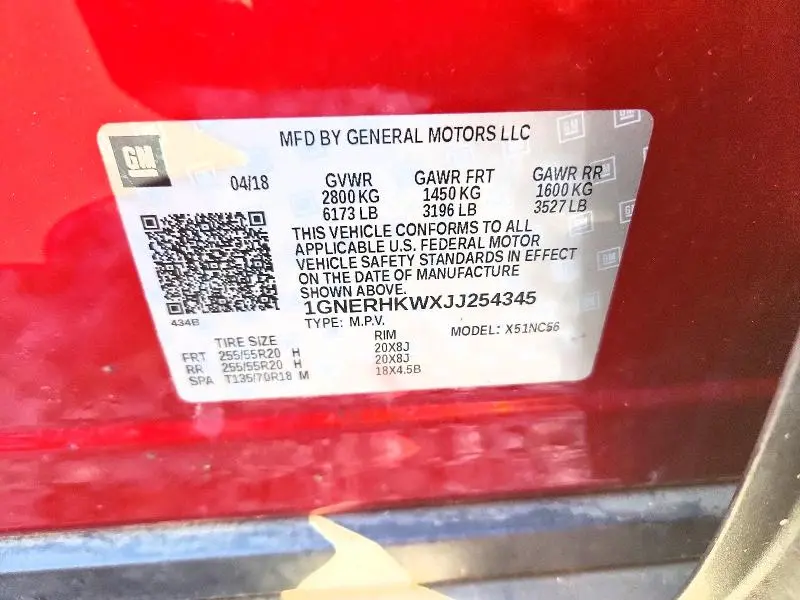 GM
MFD BY GENERAL MOTORS LLC
04/18 GVWR GAWR FRT GAWR RR
2800 KG 1450 KG 1600 KG
6173 LB 3196 LB 3527 LB
THIS VEHICLE CONFORMS TO ALL
APPLICABLE U.S. FEDERAL MOTOR
VEHICLE SAFETY STANDARDS IN EFFECT
ON THE DATE OF MANUFACTURE
SHOWN ABOVE.
1GNERHKWXJJ254345
434B
TYPE: M.P.V. MODEL: X51NC56
TIRE SIZE RIM
FRT 255/55R20 H 20X8J
RR 255/55R20 H 20X8J
SPA T135/70R18 M 18X4.5B